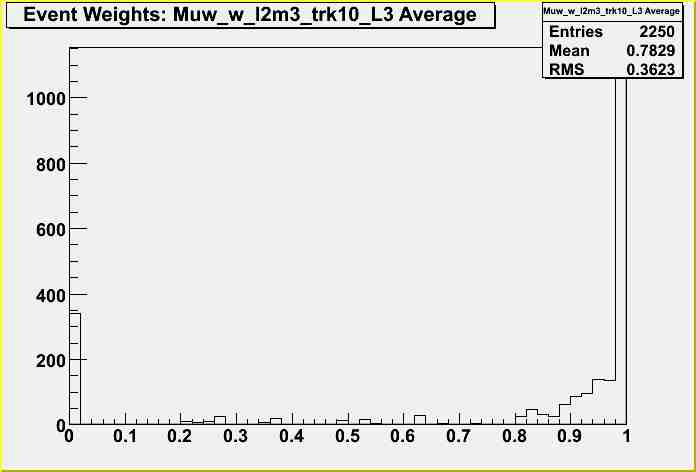 Event Weights: Muw_w_l2m3_trk10_L3 Average
Muw_w_l2m3_trk10_L3 Average
Entries 2250
Mean 0.7829
RMS 0.3623
1000
800
600
400
200
0
0 0.1 0.2 0.3 0.4 0.5 0.6 0.7 0.8 0.9 1